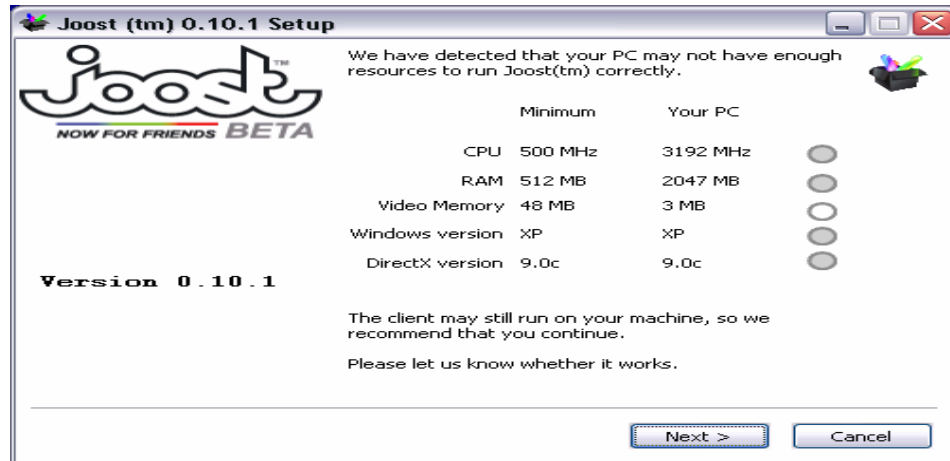 Joost (tm) 0.10.1 Setup
joost™
NOW FOR FRIENDS BETA
Version 0.10.1
We have detected that your PC may not have enough
resources to run Joost(tm) correctly.
Minimum Your PC
CPU 500 MHz 3192 MHz
RAM 512 MB 2047 MB
Video Memory 48 MB 3 MB
Windows version XP XP
DirectX version 9.0c 9.0c
The client may still run on your machine, so we
recommend that you continue.
Please let us know whether it works.
Next > Cancel